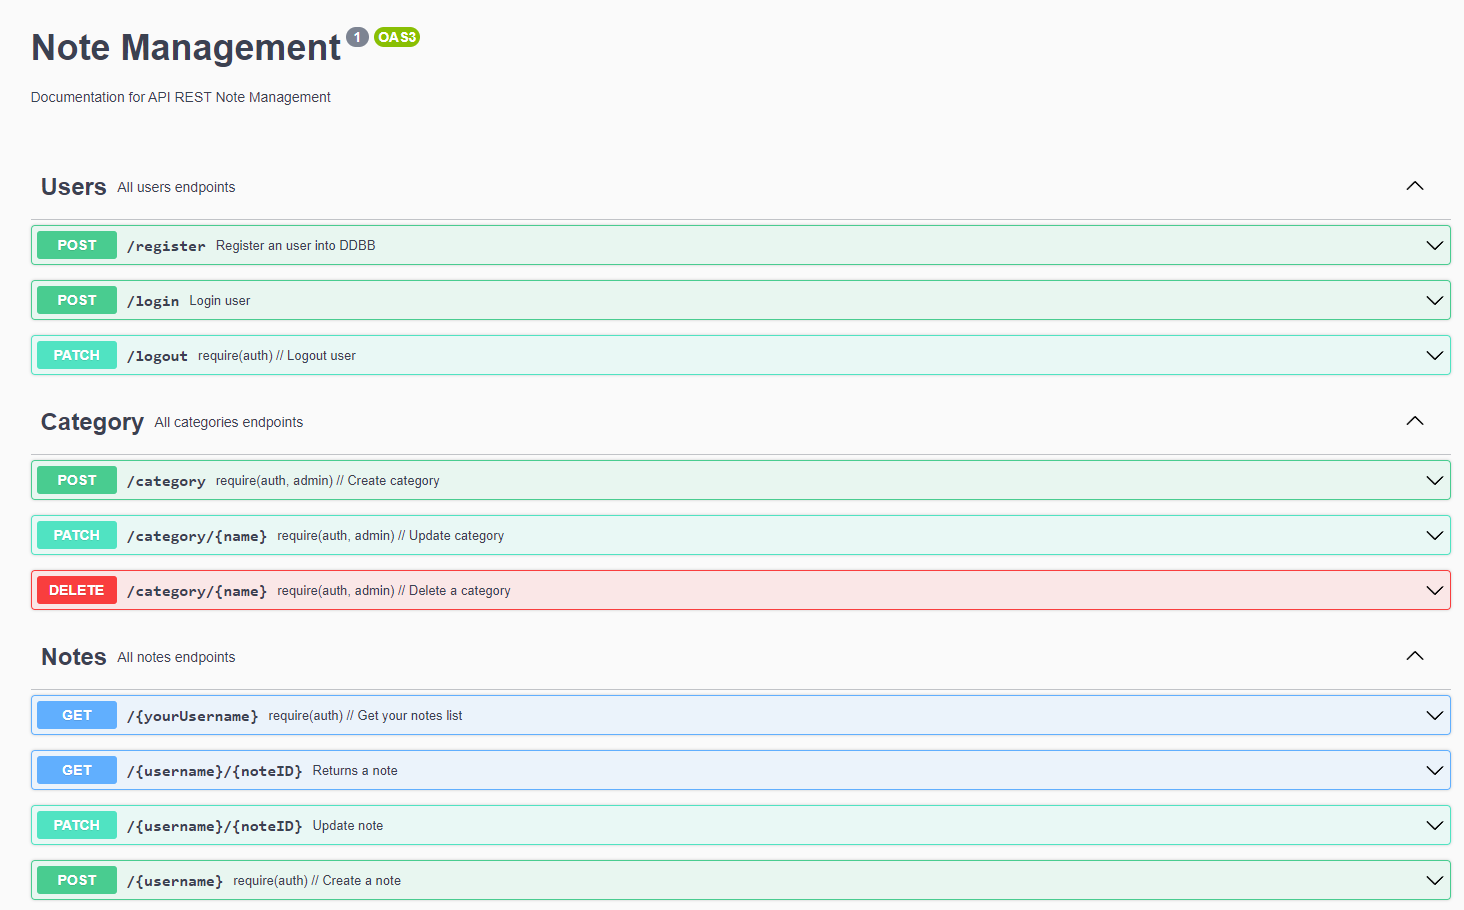 Note Management 1 OAS3
Documentation for API REST Note Management
Users All users endpoints
POST /register Register an user into DDBB
POST /login Login user
PATCH /logout require(auth) // Logout user
Category All categories endpoints
POST /category require(auth, admin) // Create category
PATCH /category/{name} require(auth, admin) // Update category
DELETE /category/{name} require(auth, admin) // Delete a category
Notes All notes endpoints
GET /{yourUsername} require(auth) // Get your notes list
GET /{username}/{noteID} Returns a note
PATCH /{username}/{noteID} Update note
POST /{username} require(auth) // Create a note